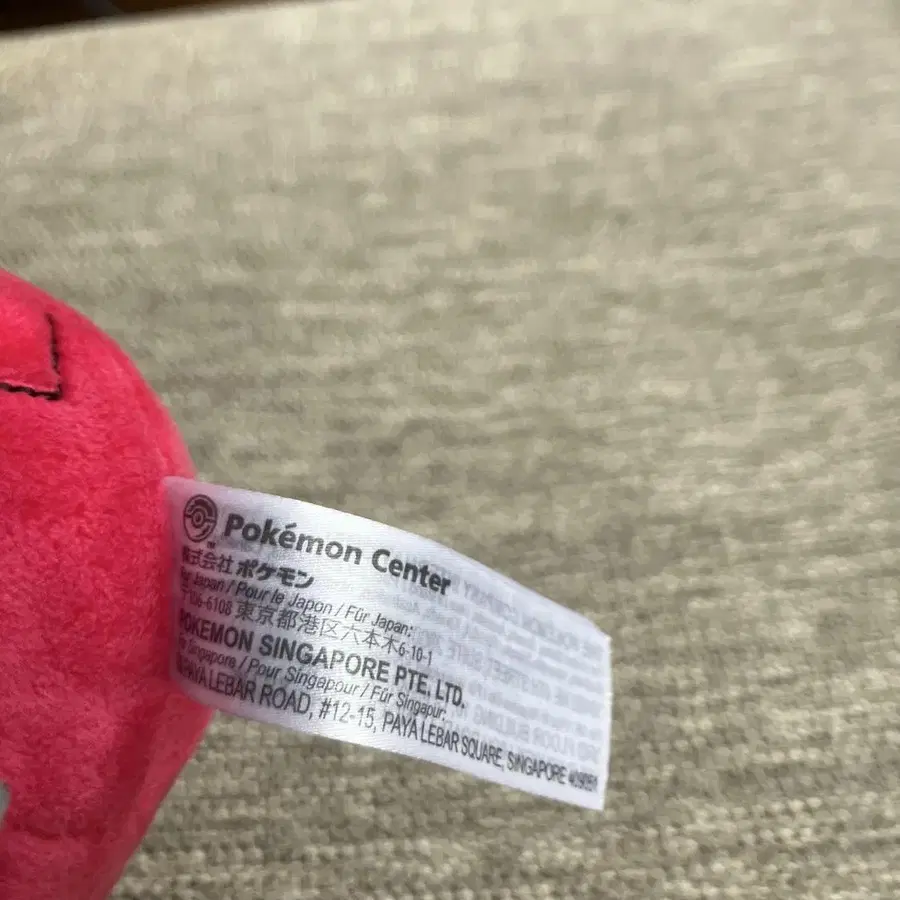 Pokémon Center
株式会社 ポケモン
For Japan / Pour le Japon / Für Japan:
〒106-6108 東京都港区六本木6-10-1
POKEMON SINGAPORE PTE. LTD.
Singapore / Pour Singapour / Für Singapur:
PAYA LEBAR ROAD, #12-15, PAYA LEBAR SQUARE, SINGAPORE 409051